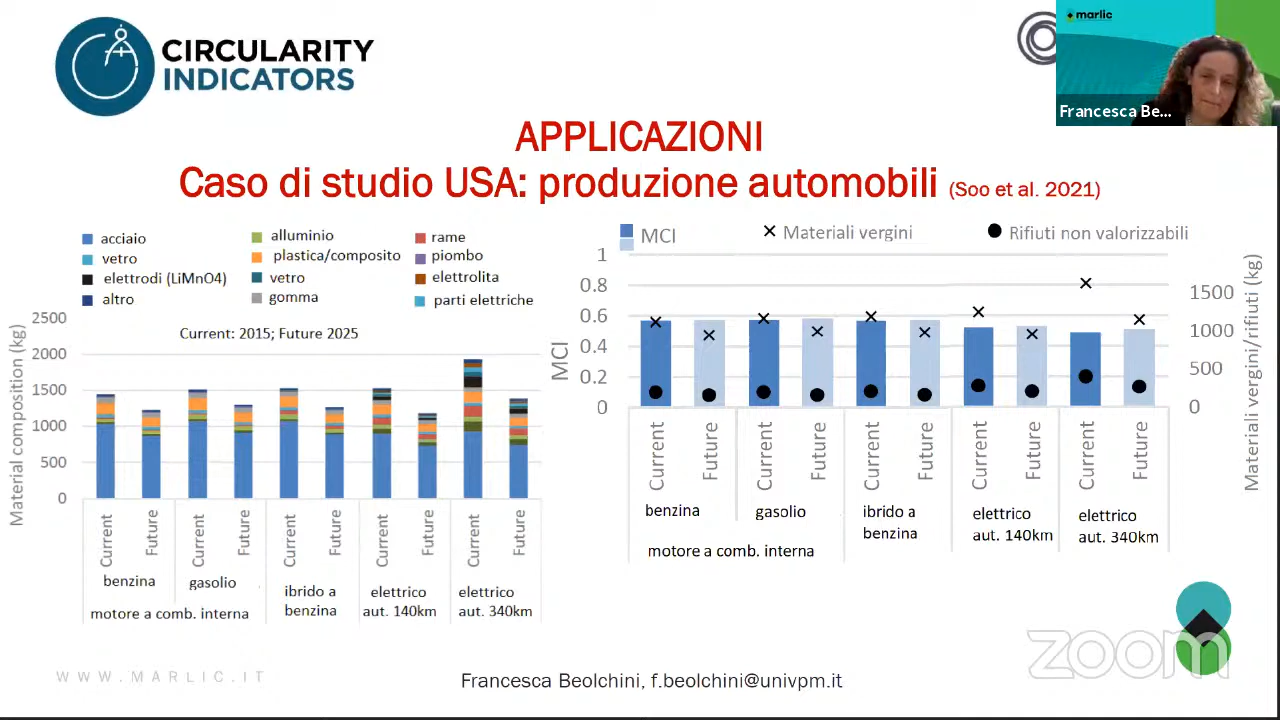 CIRCULARITY
INDICATORS
marlic
Francesca Be...
APPLICAZIONI
Caso di studio USA: produzione automobili (Soo et al. 2021)
acciaio
alluminio
rame
vetro
plastica/composito
piombo
elettrodi (LiMnO4)
vetro
elettrolita
altro
gomma
parti elettriche
Current: 2015; Future 2025
Material composition (kg)
2500
2000
1500
1000
500
0
Current
Future
Current
Future
Current
Future
Current
Future
Current
Future
benzina
gasolio
ibrido a
benzina
elettrico
aut. 140km
elettrico
aut. 340km
motore a comb. interna
MCI
Materiali vergini
Rifiuti non valorizzabili
MCI
1
0.8
0.6
0.4
0.2
0
1500
1000
500
0
Materiali vergini/rifiuti (kg)
Current
Future
Current
Future
Current
Future
Current
Future
Current
Future
benzina
gasolio
ibrido a
benzina
elettrico
aut. 140km
elettrico
aut. 340km
motore a comb. interna
zoom
WWW.MARLIC.IT
Francesca Beolchini, f.beolchini@univpm.it